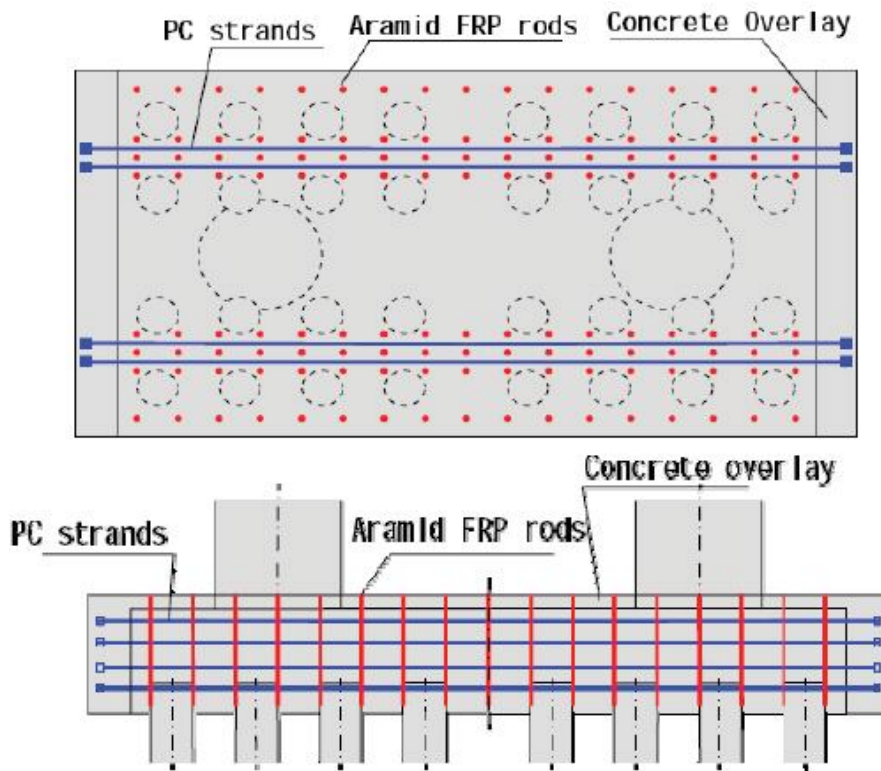 PC strands
Aramid FRP rods
Concrete Overlay
Concrete overlay
PC strands
Aramid FRP rods